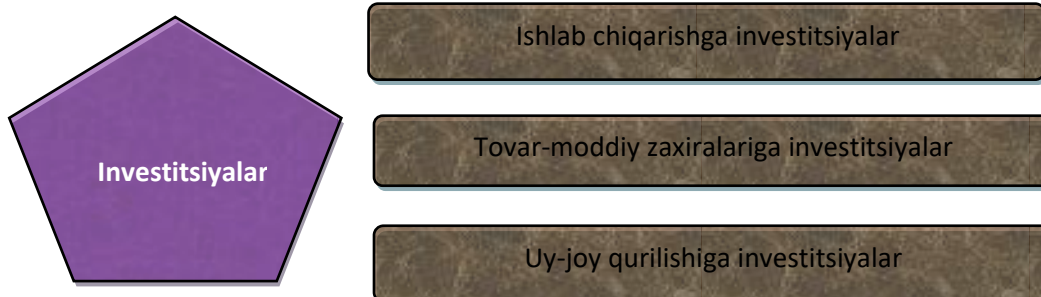 Ishlab chiqarishga investitsiyalar
Tovar-moddiy zaxiralariga investitsiyalar
Investitsiyalar
Uy-joy qurilishiga investitsiyalar